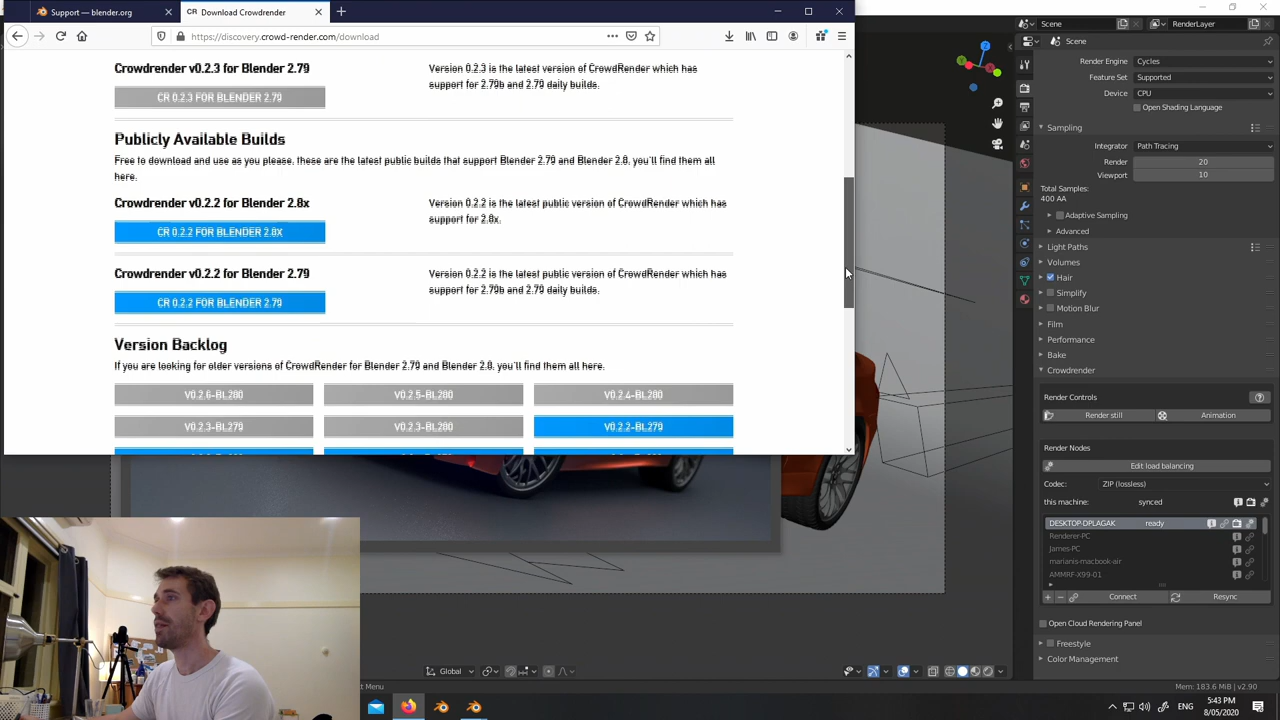 Support — blender.org
CR Download Crowdrender
https://discovery.crowd-render.com/download
Crowdrender v0.2.3 for Blender 2.79
Version 0.2.3 is the latest version of CrowdRender which has
support for 2.79b and 2.79 daily builds.
CR 0.2.3 FOR BLENDER 2.79
Publicly Available Builds
Free to download and use as you please, these are the latest public builds that support Blender 2.79 and Blender 2.8, you'll find them all
here.
Crowdrender v0.2.2 for Blender 2.8x
Version 0.2.2 is the latest public version of CrowdRender which has
support for 2.8x.
CR 0.2.2 FOR BLENDER 2.8X
Crowdrender v0.2.2 for Blender 2.79
Version 0.2.2 is the latest public version of CrowdRender which has
support for 2.79b and 2.79 daily builds.
CR 0.2.2 FOR BLENDER 2.79
Version Backlog
If you are looking for older versions of CrowdRender for Blender 2.79 and Blender 2.8, you'll find them all here.
V0.2.6-BL280 V0.2.5-BL280 V0.2.4-BL280
V0.2.3-BL279 V0.2.3-BL280 V0.2.2-BL279
Scene RenderLayer
Scene
Render Engine Cycles
Feature Set Supported
Device CPU
Open Shading Language
Sampling
Integrator Path Tracing
Render 20
Viewport 10
Total Samples:
400 AA
Adaptive Sampling
Advanced
Light Paths
Volumes
Hair
Simplify
Motion Blur
Film
Performance
Bake
Crowdrender
Render Controls
Render still Animation
Render Nodes
Edit load balancing
Codec: ZIP (lossless)
this machine: synced
DESKTOP-DPLAGAK ready
Renderer-PC
James-PC
marianis-macbook-air
AMMRF-X99-01
Connect Resync
Open Cloud Rendering Panel
Freestyle
Color Management
Global
t Menu
Mem: 183.6 MiB | v2.90
ENG
5:43 PM
8/05/2020